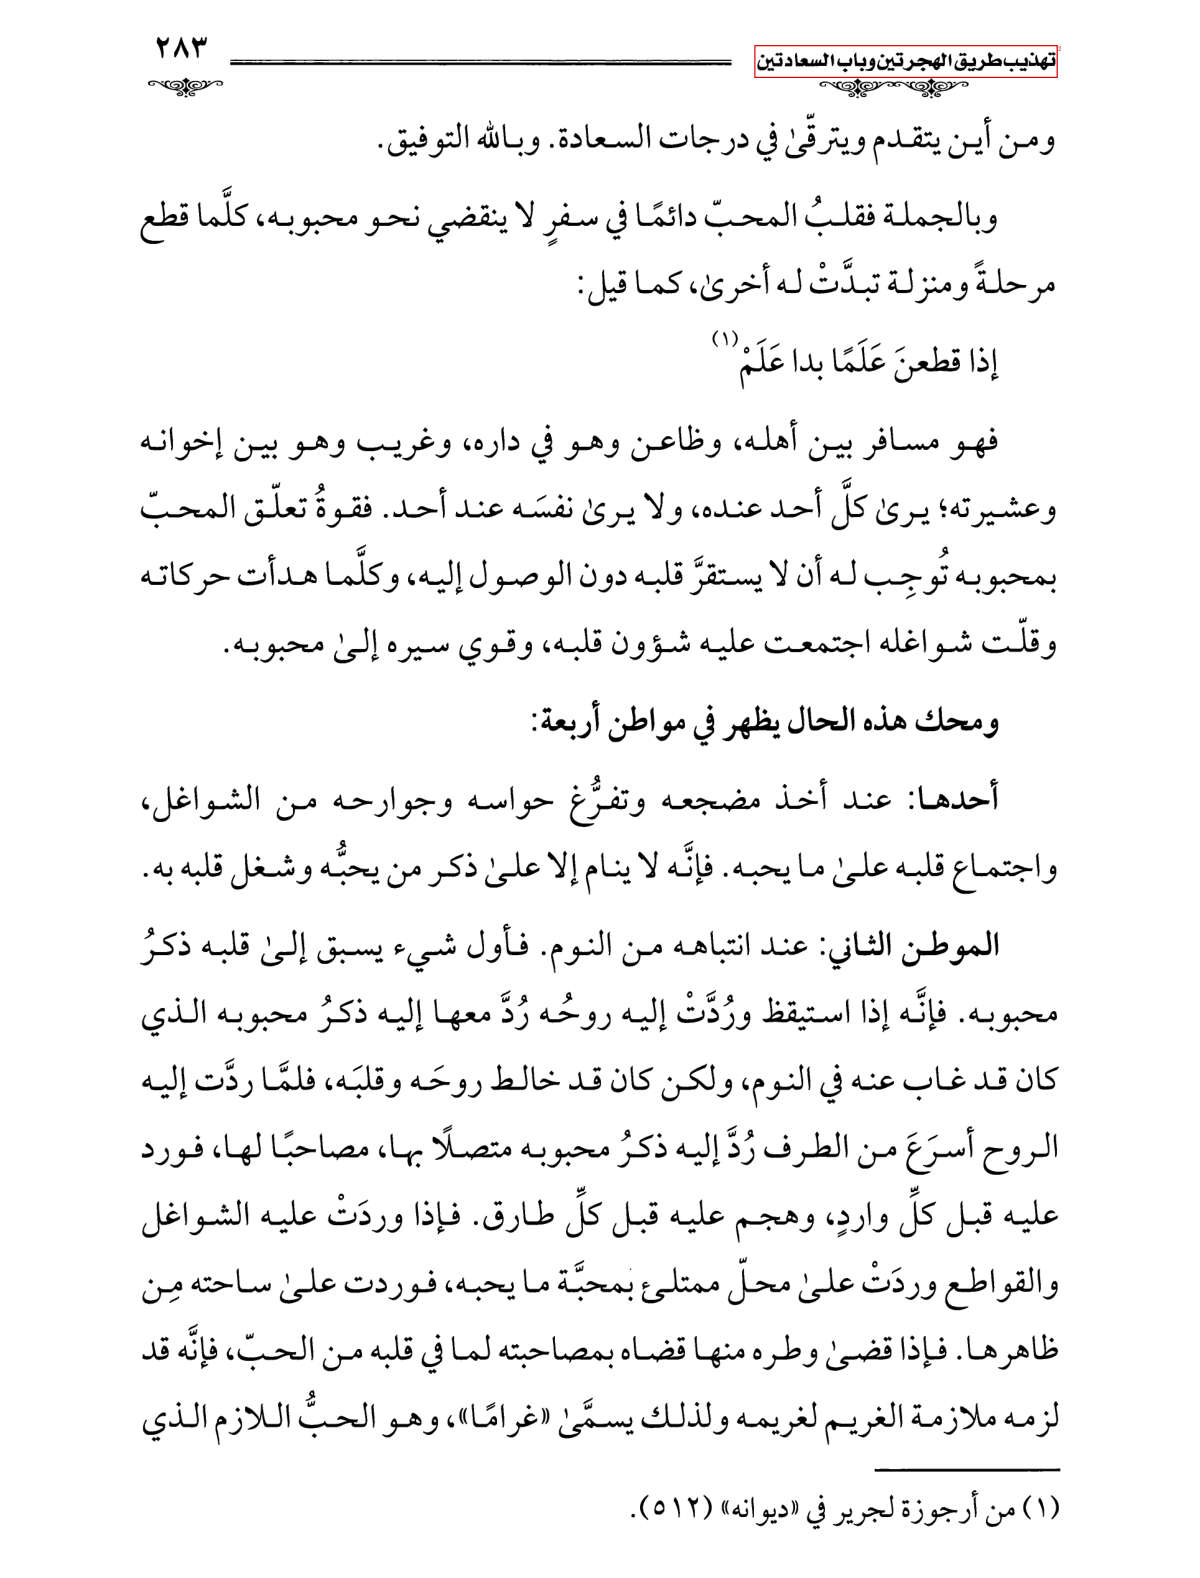 تهذيب طريق الهجرتين وباب السعادتين
٢٨٣
ومن أين يتقدم ويترقّىٰ في درجات السعادة. وبالله التوفيق.
وبالجملة فقلبُ المحبّ دائمًا في سفرٍ لا ينقضي نحو محبوبه، كلَّما قطع
مرحلةً ومنزلة تبدَّتْ له أخرىٰ، كما قيل:
إذا قطعنَ عَلَمًا بدا عَلَمْ(١)
فهو مسافر بين أهله، وظاعن وهو في داره، وغريب وهو بين إخوانه
وعشيرته؛ يرىٰ كلَّ أحد عنده، ولا يرىٰ نفسَه عند أحد. فقوةُ تعلّق المحبّ
بمحبوبه تُوجِب له أن لا يستقرَّ قلبه دون الوصول إليه، وكلَّما هدأت حركاته
وقلّت شواغله اجتمعت عليه شؤون قلبه، وقوي سيره إلىٰ محبوبه.
ومحك هذه الحال يظهر في مواطن أربعة:
أحدها: عند أخذ مضجعه وتفرُّغ حواسه وجوارحه من الشواغل،
واجتماع قلبه علىٰ ما يحبه. فإنَّه لا ينام إلا علىٰ ذكر من يحبُّه وشغل قلبه به.
الموطن الثاني: عند انتباهه من النوم. فأول شيء يسبق إلىٰ قلبه ذكرُ
محبوبه. فإنَّه إذا استيقظ ورُدَّتْ إليه روحُه رُدَّ معها إليه ذكرُ محبوبه الذي
كان قد غاب عنه في النوم، ولكن كان قد خالط روحَه وقلبَه، فلمَّا ردَّت إليه
الروح أسرَعَ من الطرف رُدَّ إليه ذكرُ محبوبه متصلًا بها، مصاحبًا لها، فورد
عليه قبل كلِّ واردٍ، وهجم عليه قبل كلِّ طارق. فإذا وردَتْ عليه الشواغل
والقواطع وردَتْ علىٰ محلّ ممتلئ بمحبَّة ما يحبه، فوردت علىٰ ساحته مِن
ظاهرها. فإذا قضىٰ وطره منها قضاه بمصاحبته لما في قلبه من الحبّ، فإنَّه قد
لزمه ملازمة الغريم لغريمه ولذلك يسمَّىٰ «غرامًا»، وهو الحبُّ اللازم الذي
(١) من أرجوزة لجرير في «ديوانه» (٥١٢).